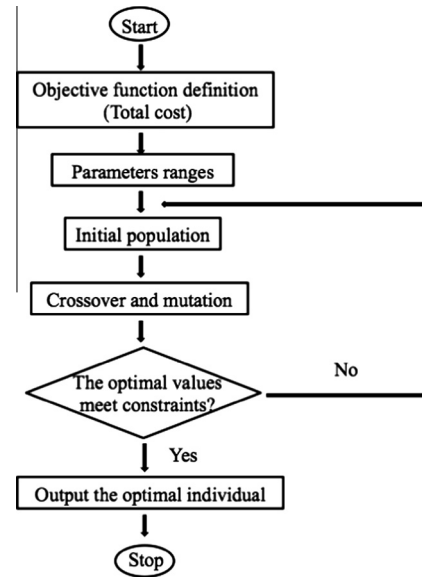 Start
Objective function definition
(Total cost)
Parameters ranges
Initial population
Crossover and mutation
The optimal values
meet constraints?
No
Yes
Output the optimal individual
Stop